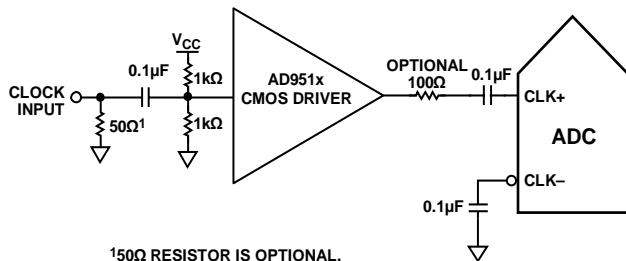 V_CC
0.1µF
1kΩ
CLOCK
INPUT
50Ω¹
1kΩ
AD951x
CMOS DRIVER
OPTIONAL
100Ω
0.1µF
CLK+
ADC
CLK–
0.1µF
¹50Ω RESISTOR IS OPTIONAL.